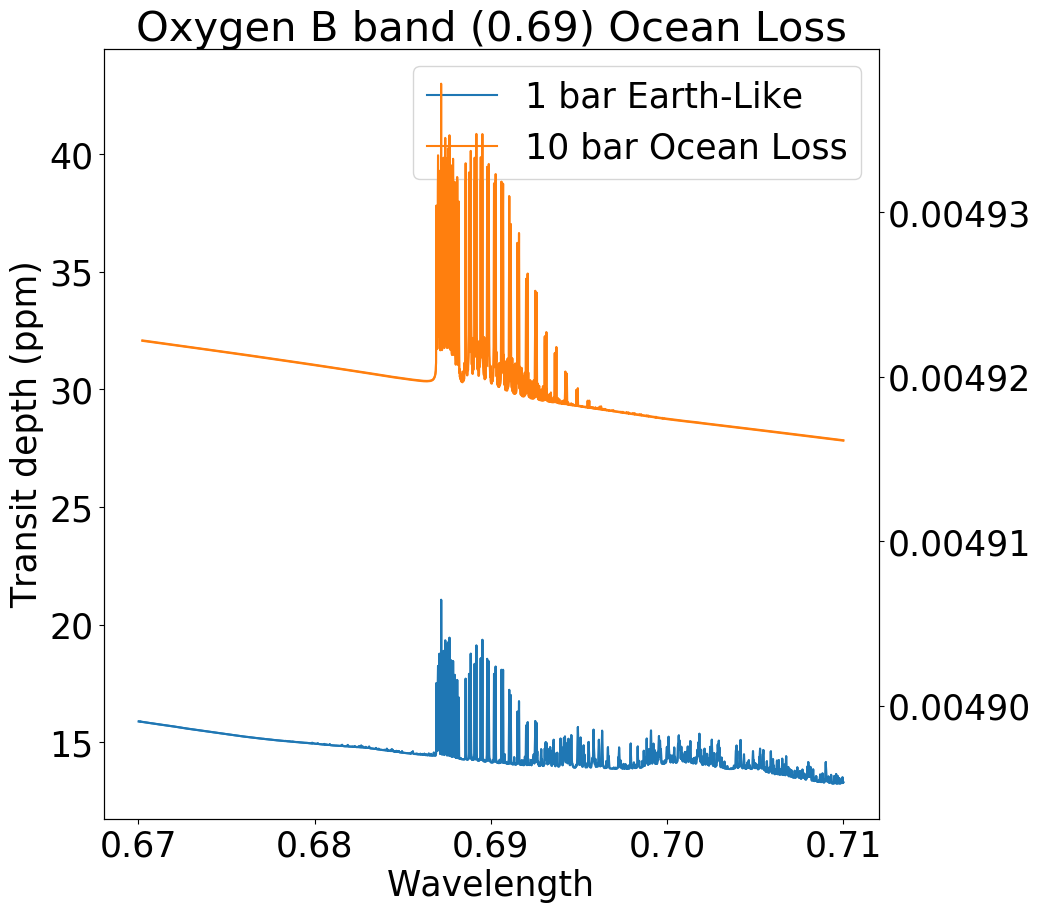 Oxygen B band (0.69) Ocean Loss
1 bar Earth-Like
10 bar Ocean Loss
Transit depth (ppm)
40
35
30
25
20
15
0.00493
0.00492
0.00491
0.00490
0.67 0.68 0.69 0.70 0.71
Wavelength